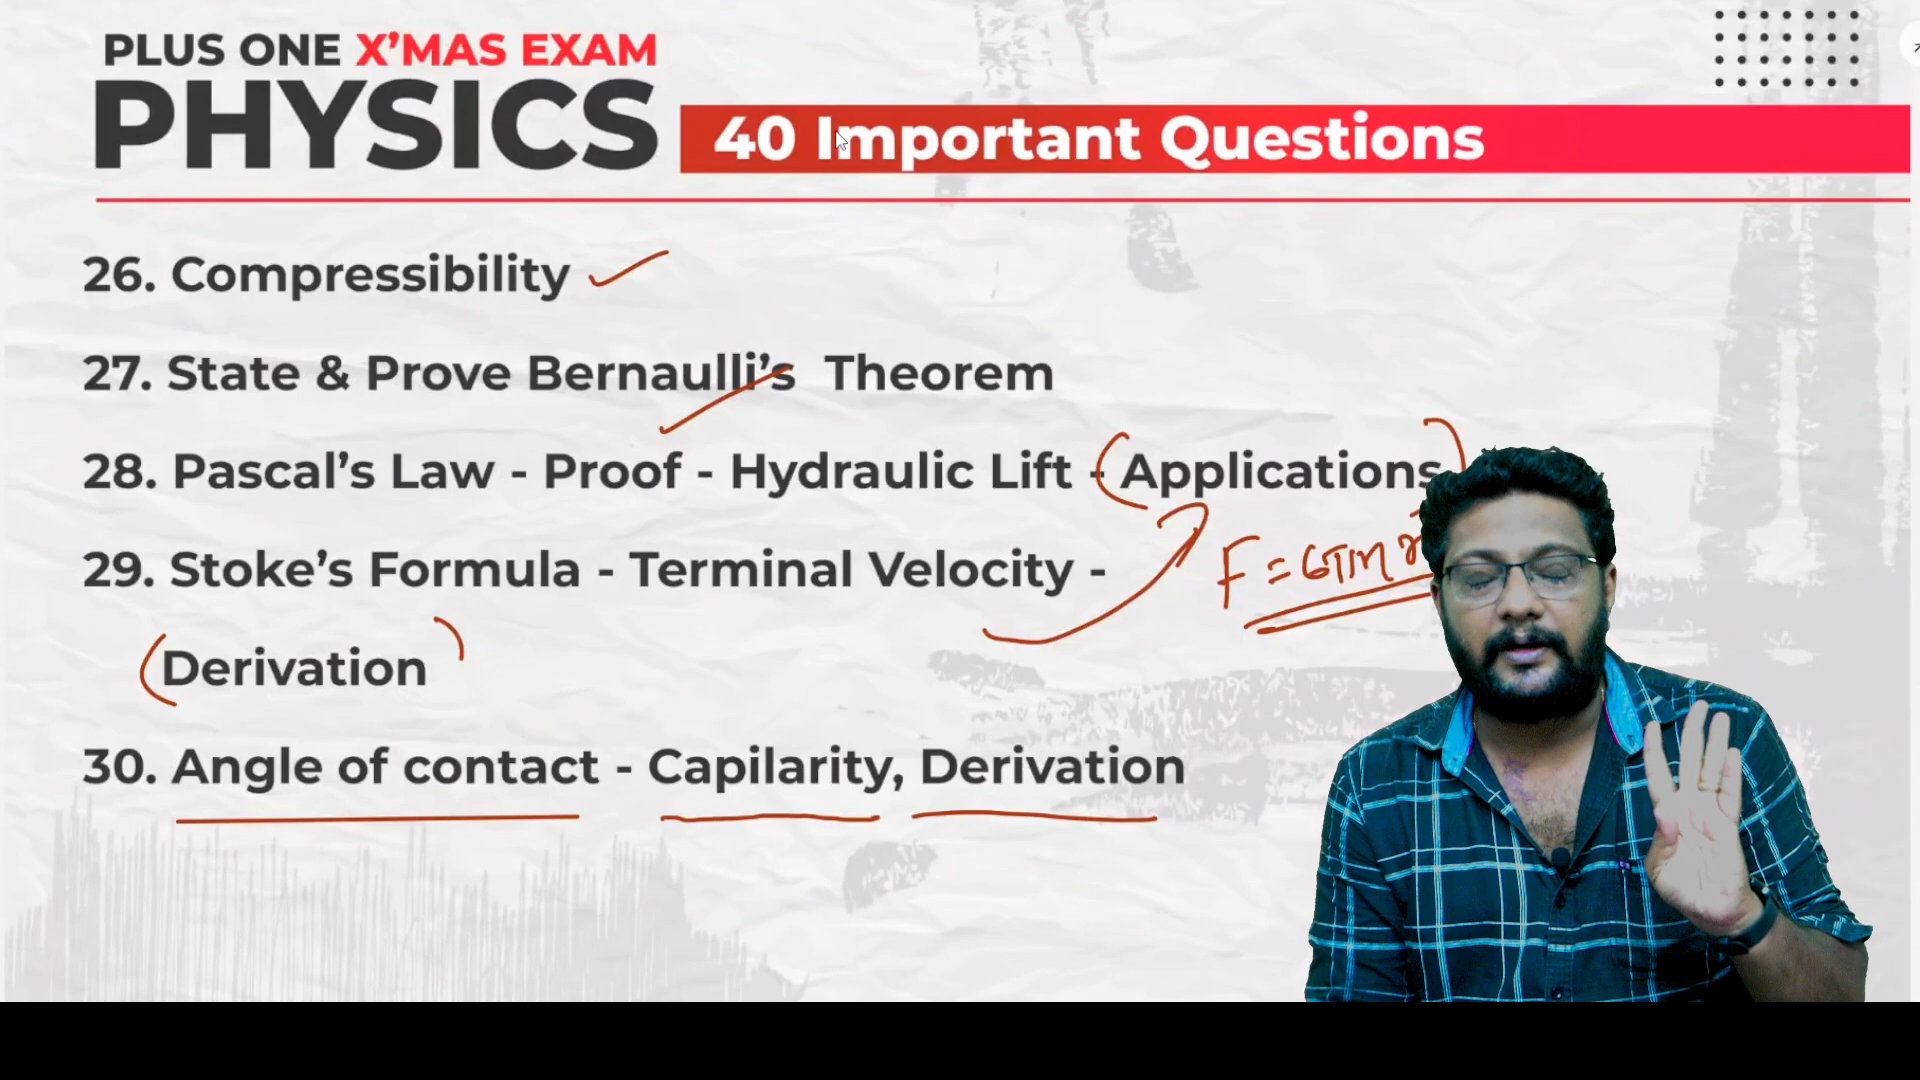 PLUS ONE X'MAS EXAM
PHYSICS
40 Important Questions
26. Compressibility
27. State & Prove Bernaulli's Theorem
28. Pascal's Law - Proof - Hydraulic Lift - (Applications)
29. Stoke's Formula - Terminal Velocity -
F = 6πη
(Derivation)
30. Angle of contact - Capilarity, Derivation